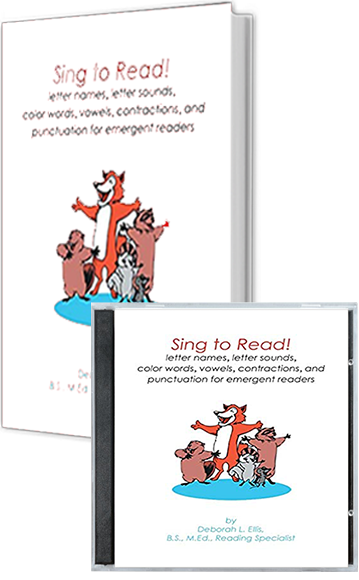 Sing to Read!
letter names, letter sounds,
color words, vowels, contractions, and
punctuation for emergent readers
De
B.S., M.Ed.
Sing to Read!
letter names, letter sounds,
color words, vowels, contractions, and
punctuation for emergent readers
by
Deborah L. Ellis,
B.S., M.Ed., Reading Specialist